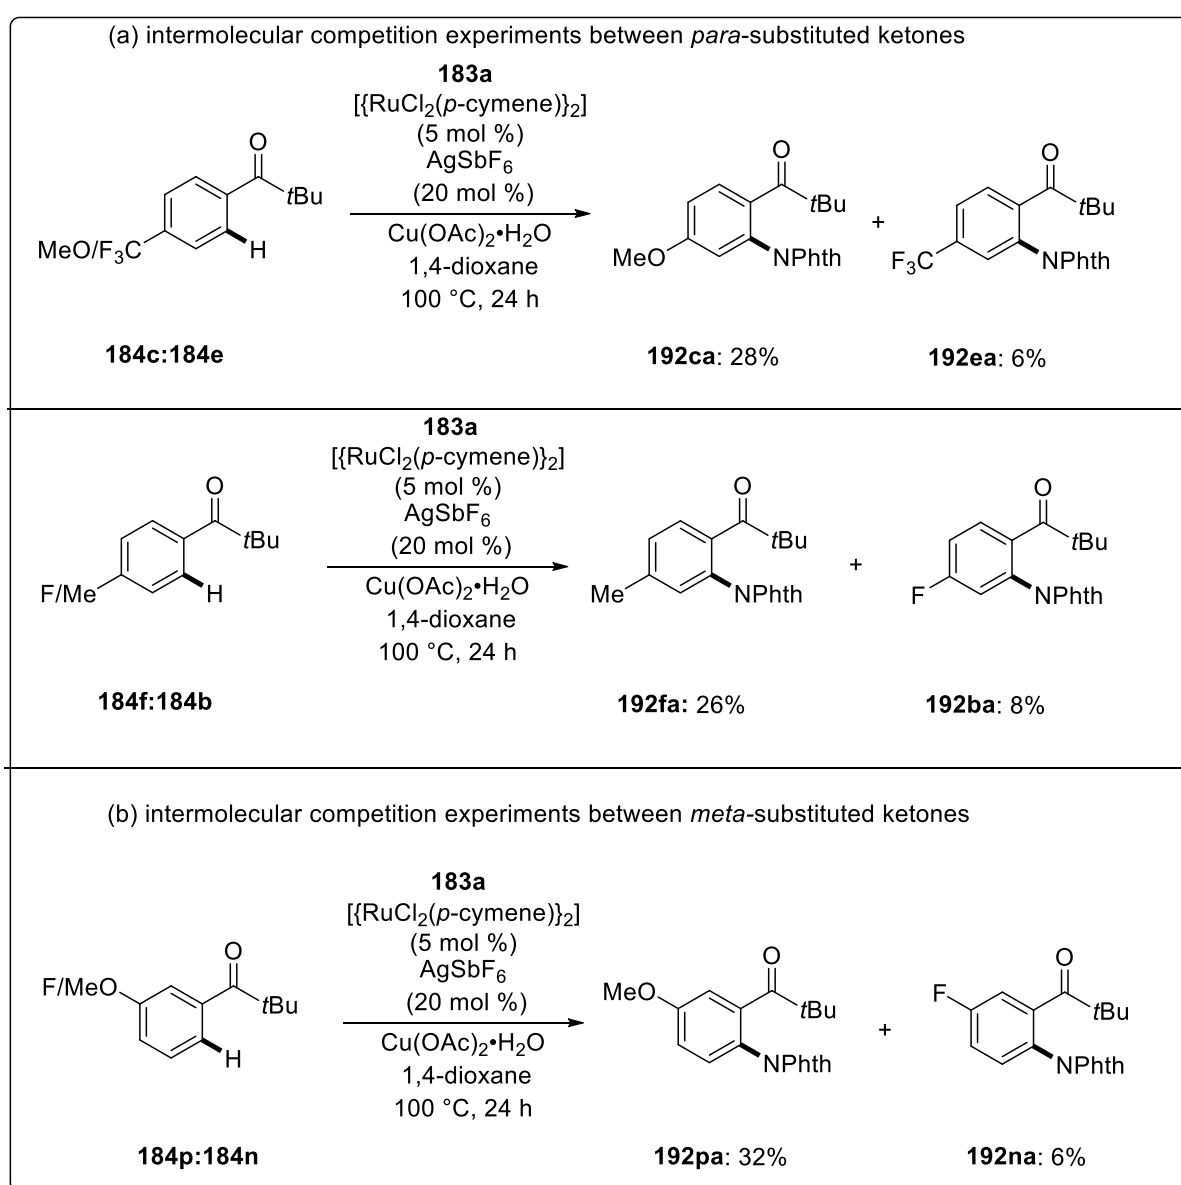 (a) intermolecular competition experiments between para-substituted ketones
183a
[{RuCl2(p-cymene)}2]
(5 mol %)
AgSbF6
(20 mol %)
Cu(OAc)2•H2O
1,4-dioxane
100 °C, 24 h
O
tBu
MeO/F3C
H
O
tBu
MeO
NPhth
+
O
tBu
F3C
NPhth
184c:184e
192ca: 28%
192ea: 6%
183a
[{RuCl2(p-cymene)}2]
(5 mol %)
AgSbF6
(20 mol %)
Cu(OAc)2•H2O
1,4-dioxane
100 °C, 24 h
O
tBu
F/Me
H
O
tBu
Me
NPhth
+
O
tBu
F
NPhth
184f:184b
192fa: 26%
192ba: 8%
(b) intermolecular competition experiments between meta-substituted ketones
183a
[{RuCl2(p-cymene)}2]
(5 mol %)
AgSbF6
(20 mol %)
Cu(OAc)2•H2O
1,4-dioxane
100 °C, 24 h
O
F/MeO
tBu
H
O
MeO
tBu
NPhth
+
O
F
tBu
NPhth
184p:184n
192pa: 32%
192na: 6%